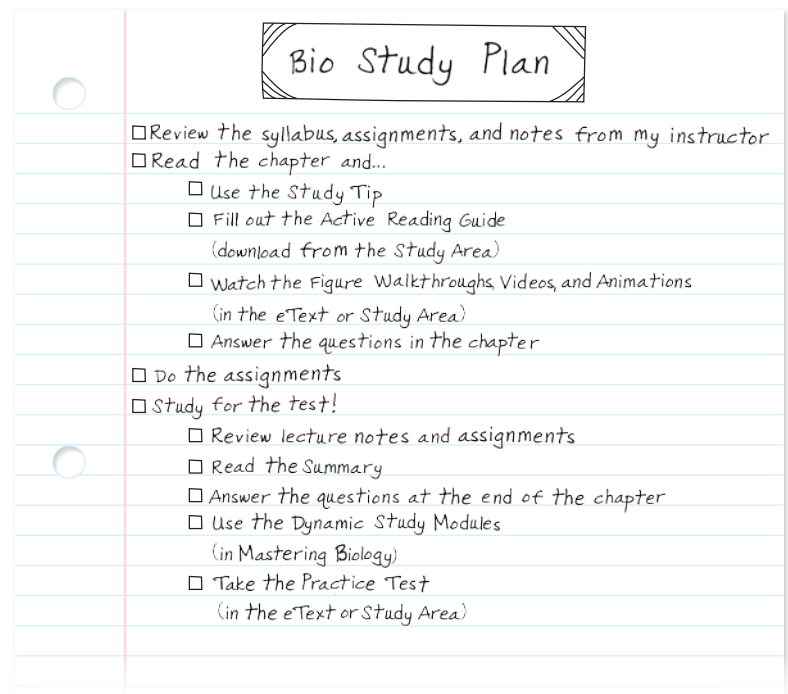 Bio Study Plan
Review the syllabus, assignments, and notes from my instructor
Read the chapter and...
Use the Study Tip
Fill out the Active Reading Guide
(download from the Study Area)
Watch the Figure Walkthroughs, Videos, and Animations
(in the eText or Study Area)
Answer the questions in the chapter
Do the assignments
Study for the test!
Review lecture notes and assignments
Read the Summary
Answer the questions at the end of the chapter
Use the Dynamic Study Modules
(in Mastering Biology)
Take the Practice Test
(in the eText or Study Area)